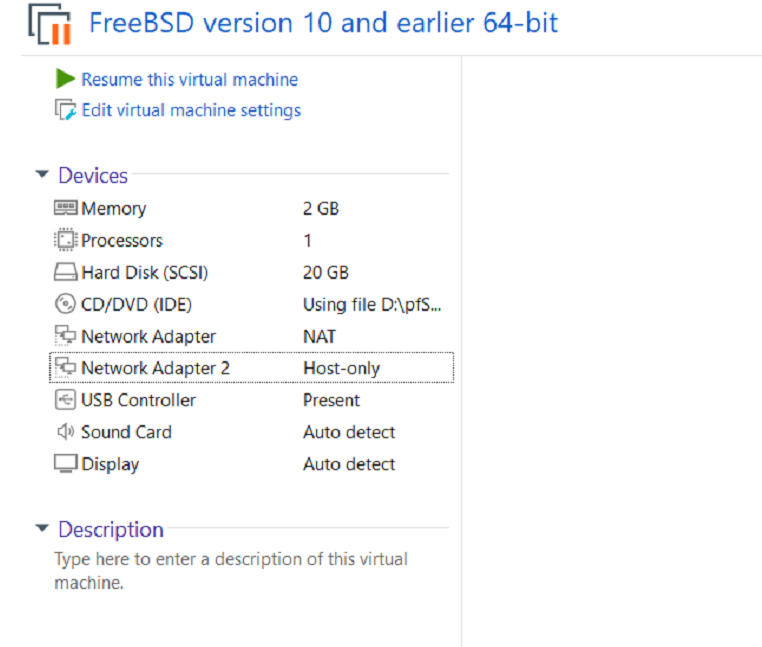 FreeBSD version 10 and earlier 64-bit
Resume this virtual machine
Edit virtual machine settings
Devices
Memory 2 GB
Processors 1
Hard Disk (SCSI) 20 GB
CD/DVD (IDE) Using file D:\pfS...
Network Adapter NAT
Network Adapter 2 Host-only
USB Controller Present
Sound Card Auto detect
Display Auto detect
Description
Type here to enter a description of this virtual
machine.